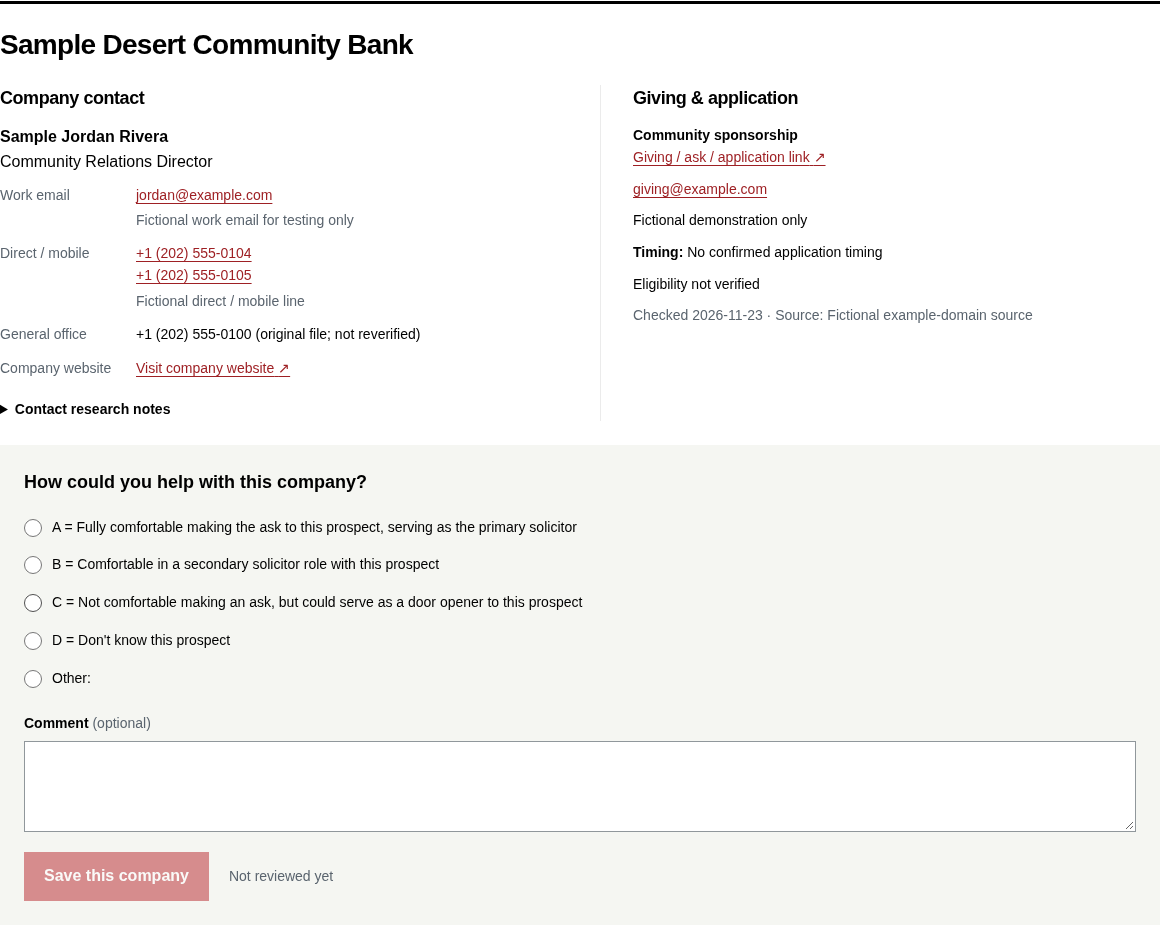 Sample Desert Community Bank
Company contact
Sample Jordan Rivera
Community Relations Director
Work email
jordan@example.com
Fictional work email for testing only
Direct / mobile
+1 (202) 555-0104
+1 (202) 555-0105
Fictional direct / mobile line
General office
+1 (202) 555-0100 (original file; not reverified)
Company website
Visit company website ↗
Contact research notes
Giving & application
Community sponsorship
Giving / ask / application link ↗
giving@example.com
Fictional demonstration only
Timing: No confirmed application timing
Eligibility not verified
Checked 2026-11-23 · Source: Fictional example-domain source
How could you help with this company?
A = Fully comfortable making the ask to this prospect, serving as the primary solicitor
B = Comfortable in a secondary solicitor role with this prospect
C = Not comfortable making an ask, but could serve as a door opener to this prospect
D = Don't know this prospect
Other:
Comment (optional)
Save this company
Not reviewed yet